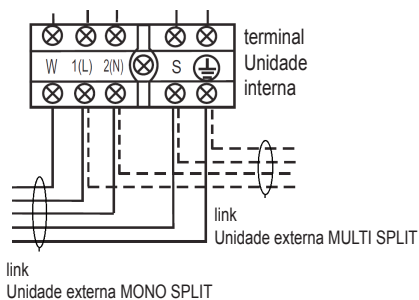 terminal
Unidade
interna
W 1(L) 2(N) S
link
Unidade externa MULTI SPLIT
link
Unidade externa MONO SPLIT